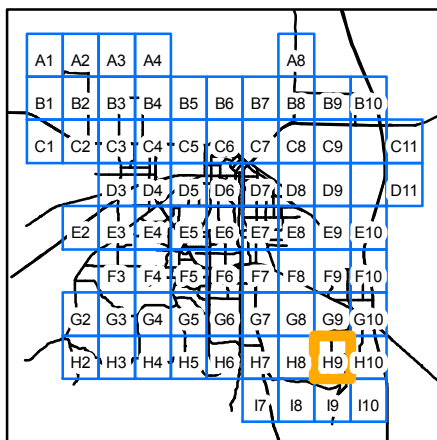 A1 A2 A3 A4 A8
B1 B2 B3 B4 B5 B6 B7 B8 B9 B10
C1 C2 C3 C4 C5 C6 C7 C8 C9 C11
D3 D4 D5 D6 D7 D8 D9 D11
E2 E3 E4 E5 E6 E7 E8 E9 E10
F3 F4 F5 F6 F7 F8 F9 F10
G2 G3 G4 G5 G6 G7 G8 G9 G10
H2 H3 H4 H5 H6 H7 H8 H9 H10
I7 I8 I9 I10